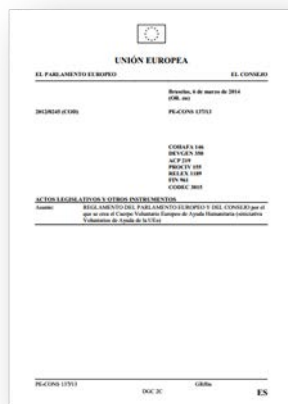 UNIÓN EUROPEA
EL PARLAMENTO EUROPEO EL CONSEJO
Bruselas, 6 de marzo de 2014
(OR. en)
2012/0245 (COD) PE-CONS 137/13
COHAFA 146
DEVGEN 350
ACP 219
PROCIV 155
RELEX 1189
FIN 961
CODEC 3015
ACTOS LEGISLATIVOS Y OTROS INSTRUMENTOS
Asunto: REGLAMENTO DEL PARLAMENTO EUROPEO Y DEL CONSEJO por el
que se crea el Cuerpo Voluntario Europeo de Ayuda Humanitaria («iniciativa
Voluntarios de Ayuda de la UE»)
PE-CONS 137/13
DGC 2C ES